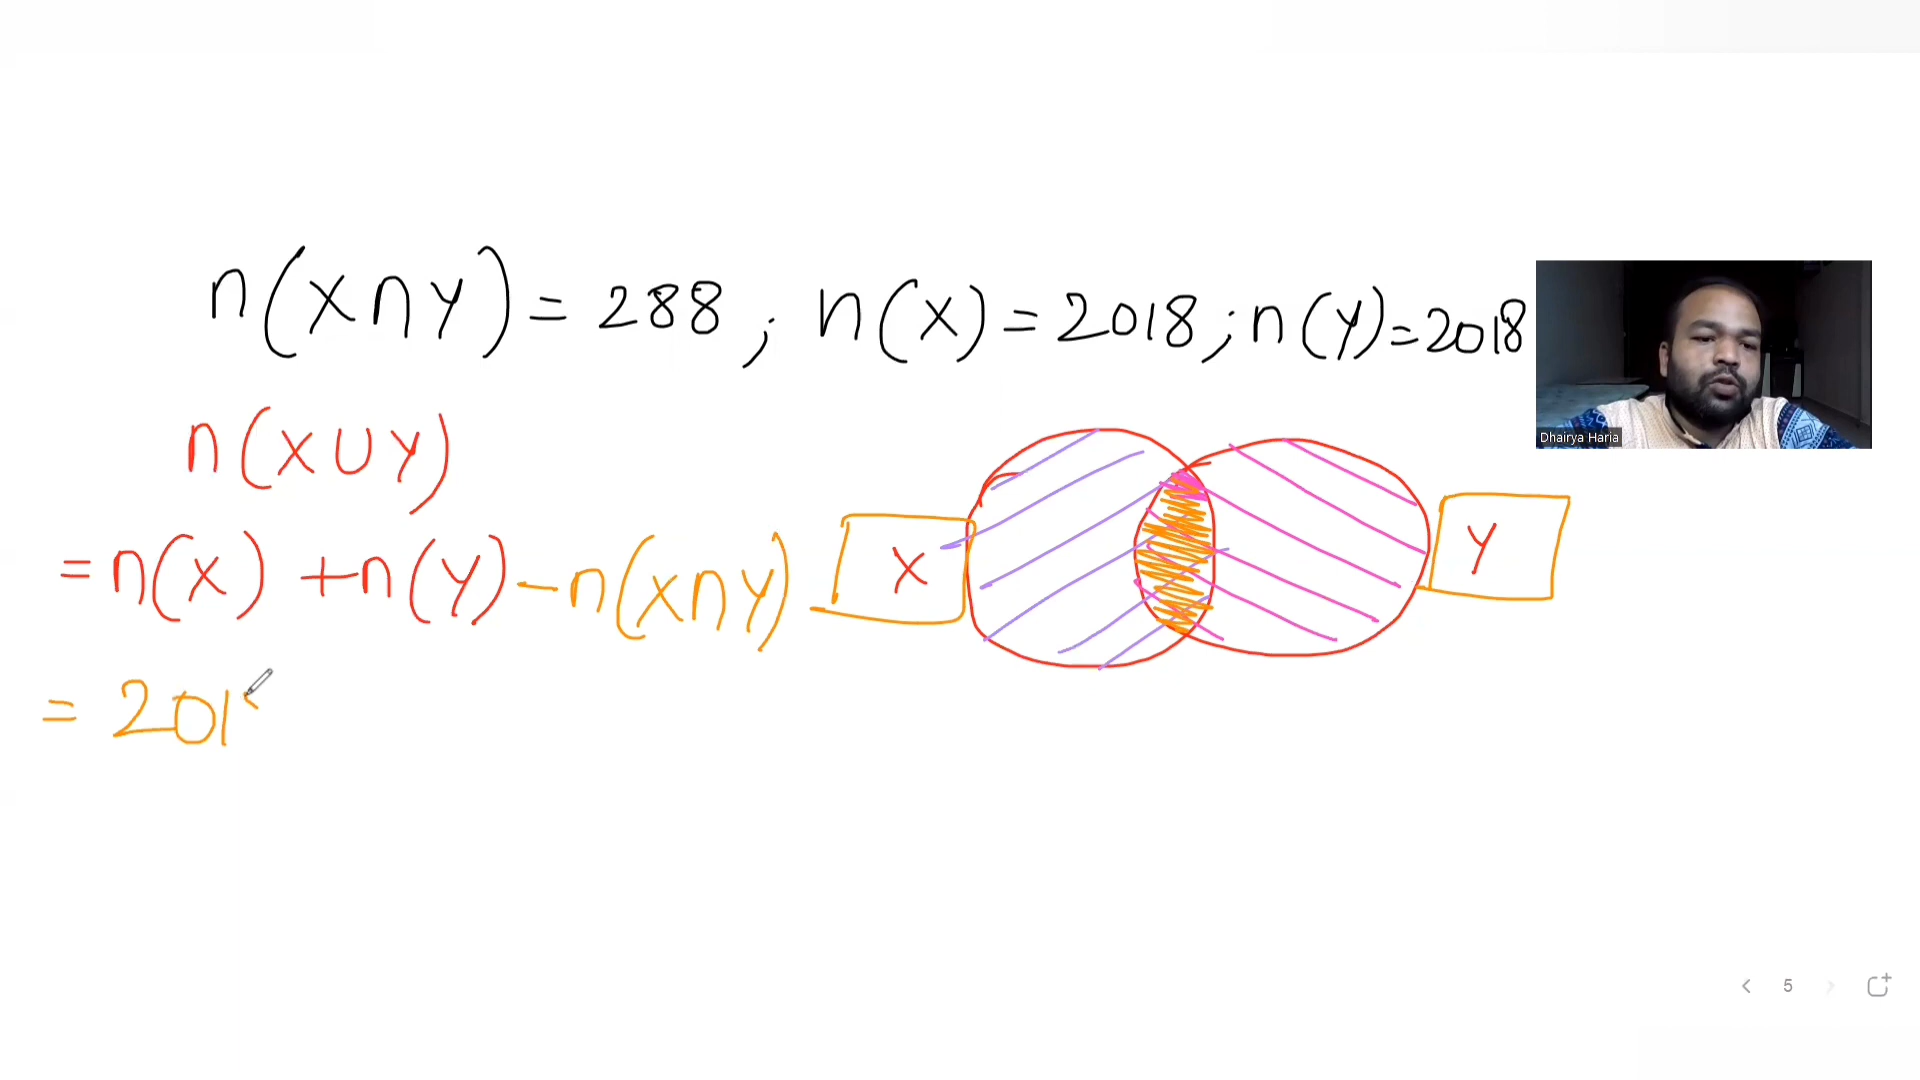 n(X∩Y) = 288 ; n(X) = 2018 ; n(Y) = 2018
Dhairya Haria
n(X∪Y)
= n(X) + n(Y) - n(X∩Y)
X
Y
= 201
5